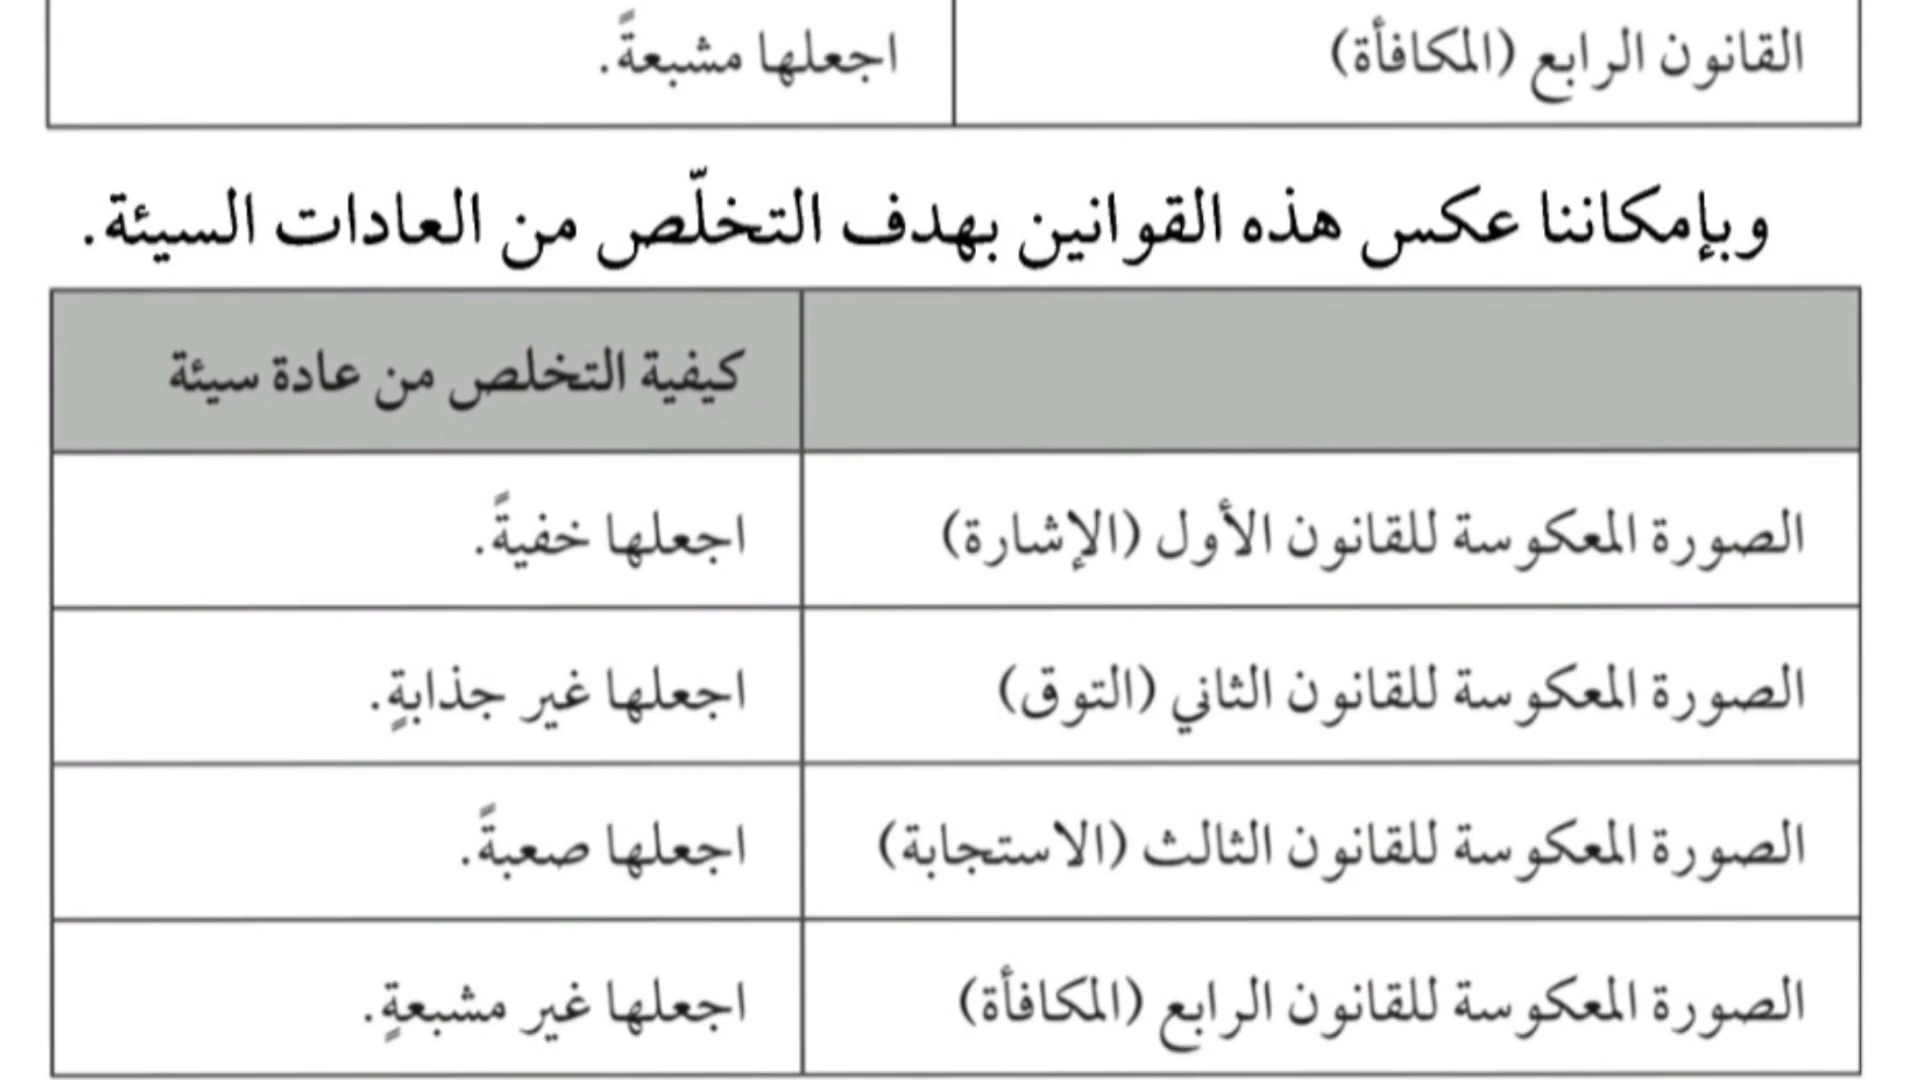 القانون الرابع (المكافأة) اجعلها مشبعةً.
وبإمكاننا عكس هذه القوانين بهدف التخلّص من العادات السيئة.
كيفية التخلص من عادة سيئة
الصورة المعكوسة للقانون الأول (الإشارة) اجعلها خفيةً.
الصورة المعكوسة للقانون الثاني (التوق) اجعلها غير جذابةٍ.
الصورة المعكوسة للقانون الثالث (الاستجابة) اجعلها صعبةً.
الصورة المعكوسة للقانون الرابع (المكافأة) اجعلها غير مشبعةٍ.